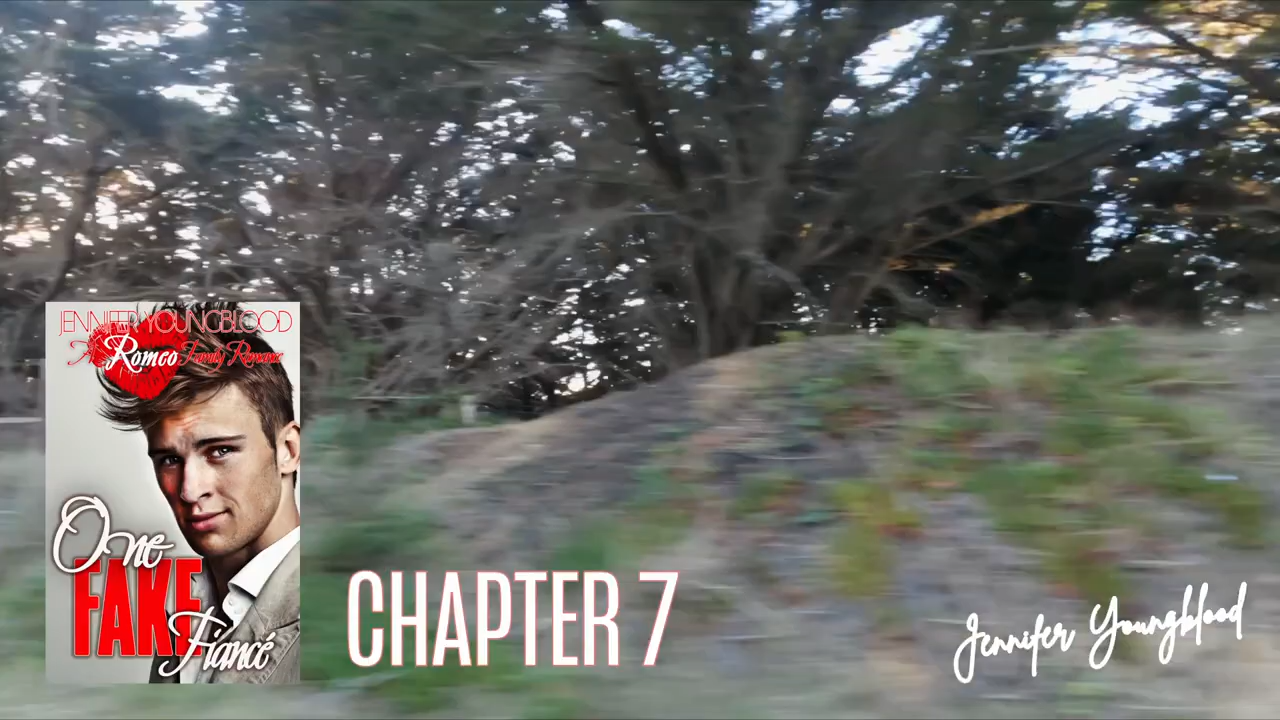 JENNIFER YOUNGBLOOD
A Romeo Family Romance
One
FAKE
Fiancé
CHAPTER 7
Jennifer Youngblood